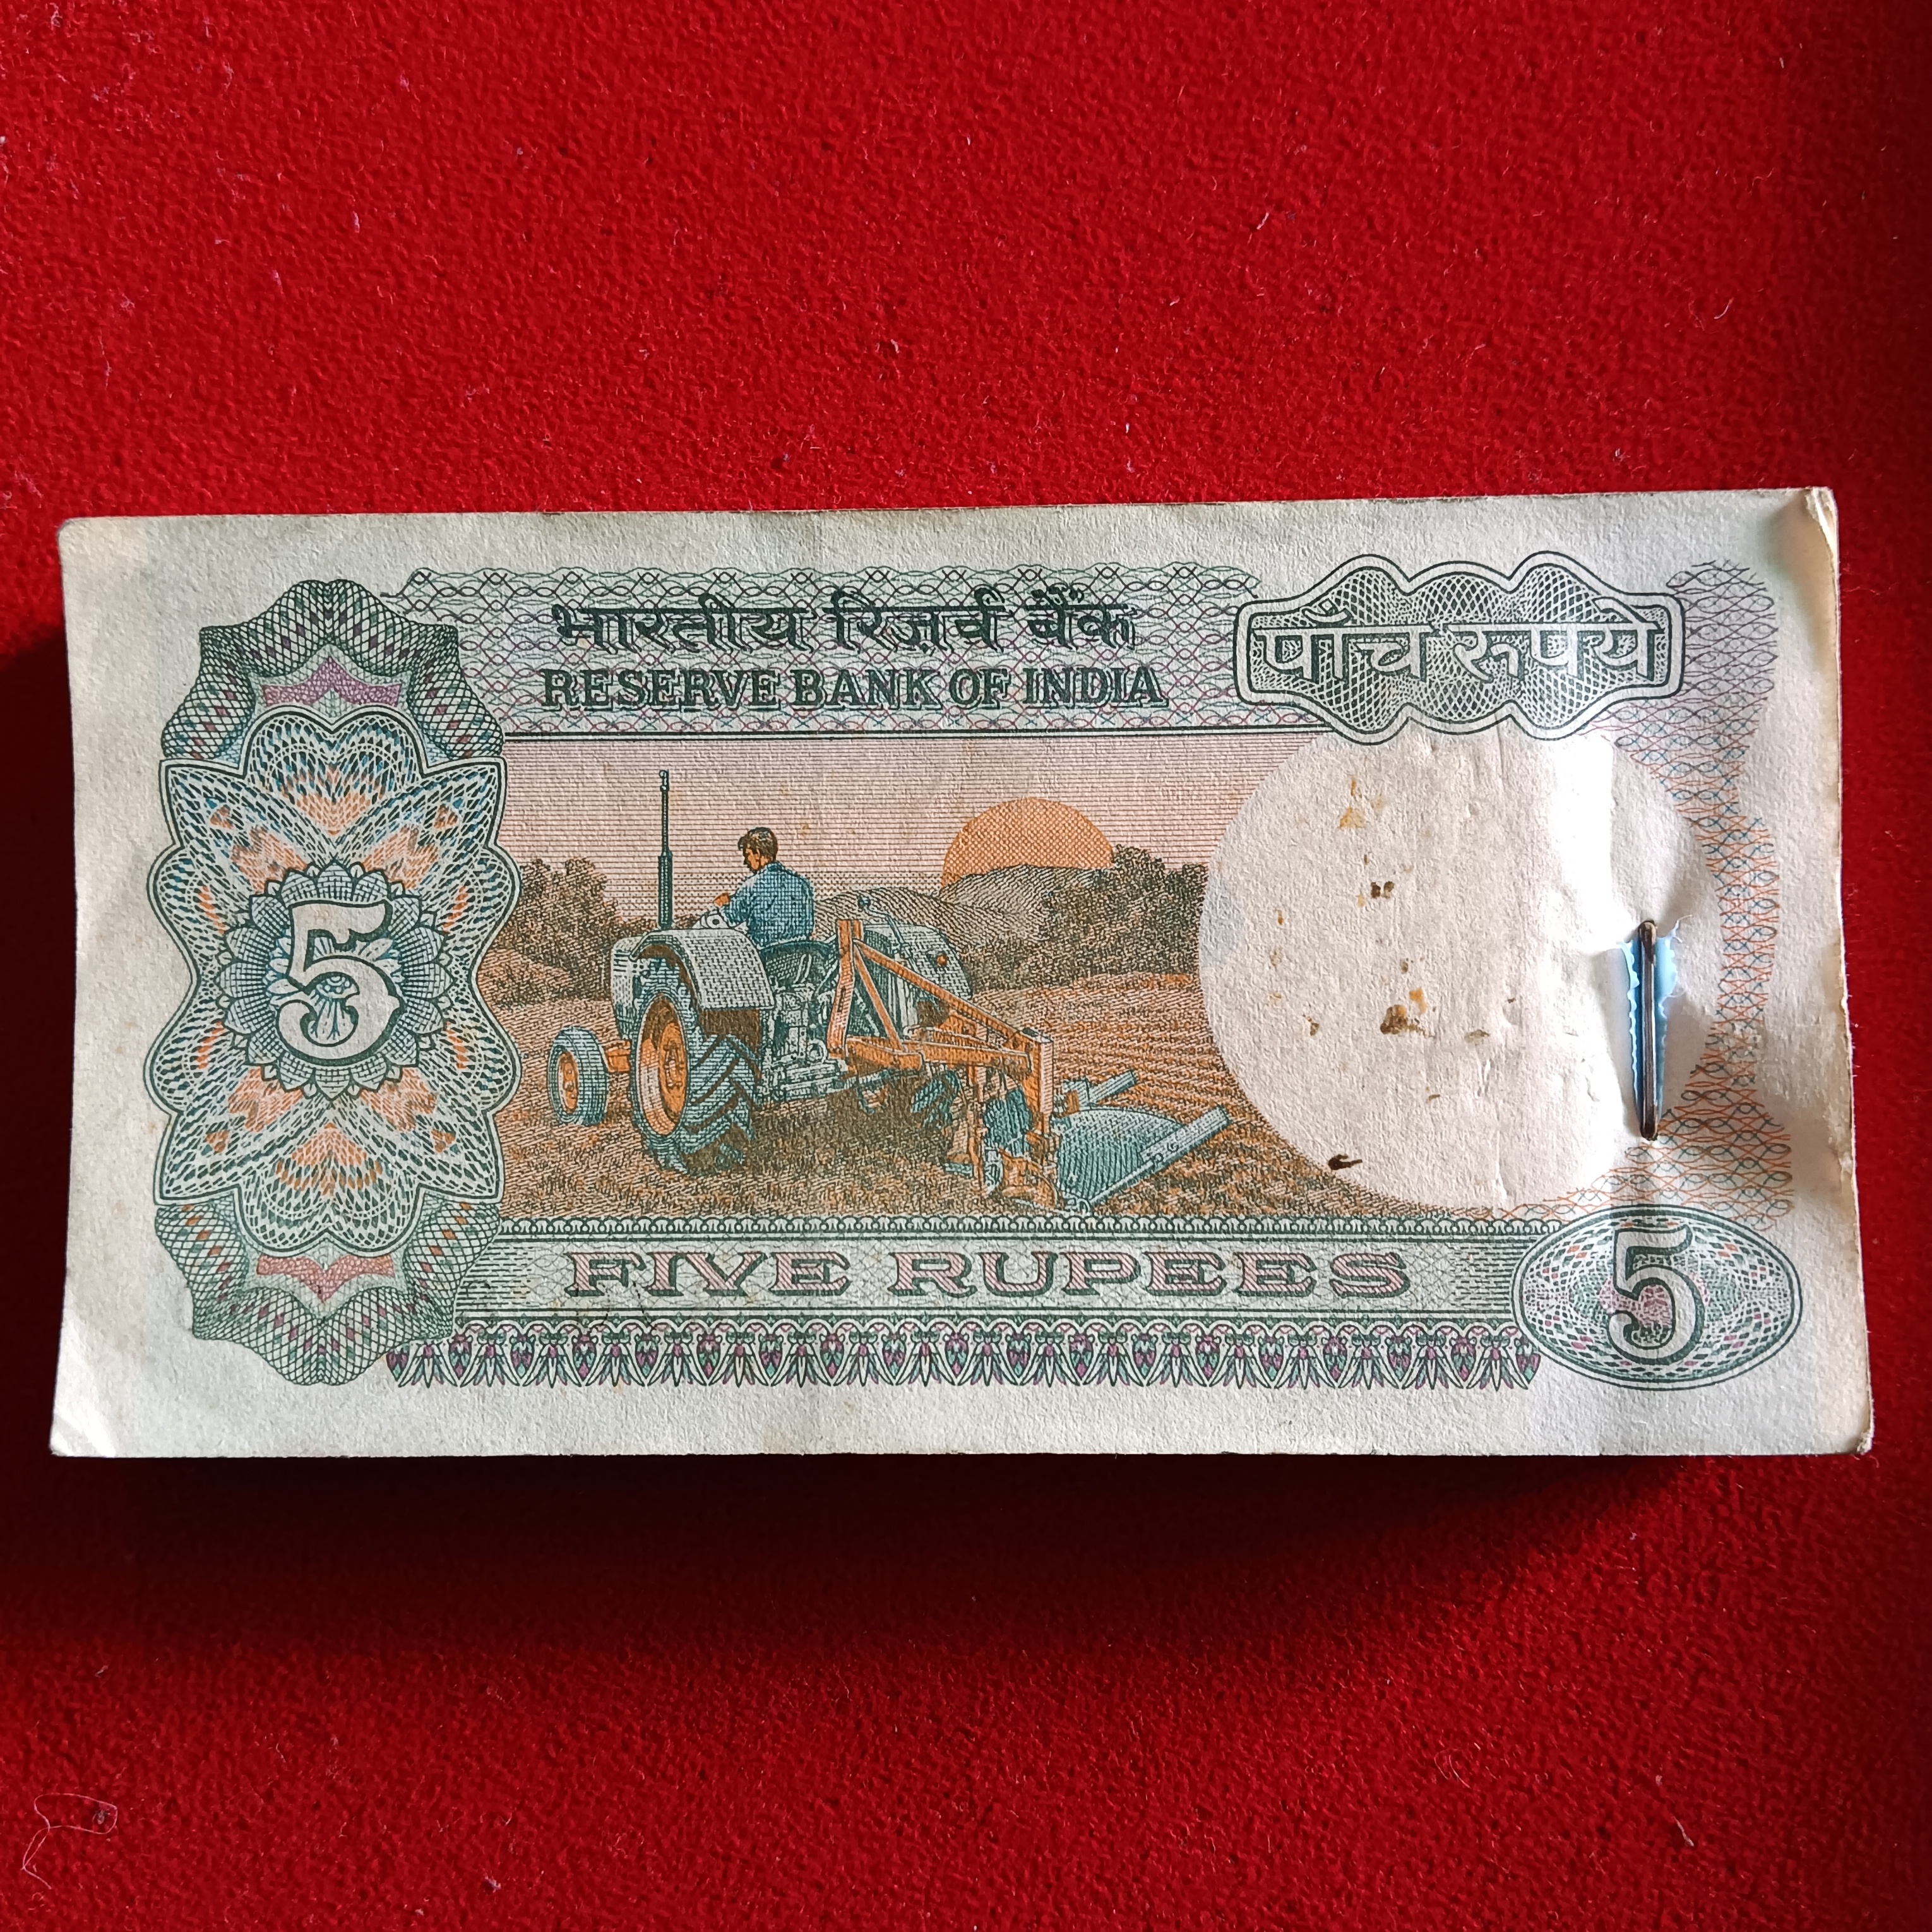 भारतीय रिज़र्व बैंक
RESERVE BANK OF INDIA
पाँच रूपये
5
FIVE RUPEES
5